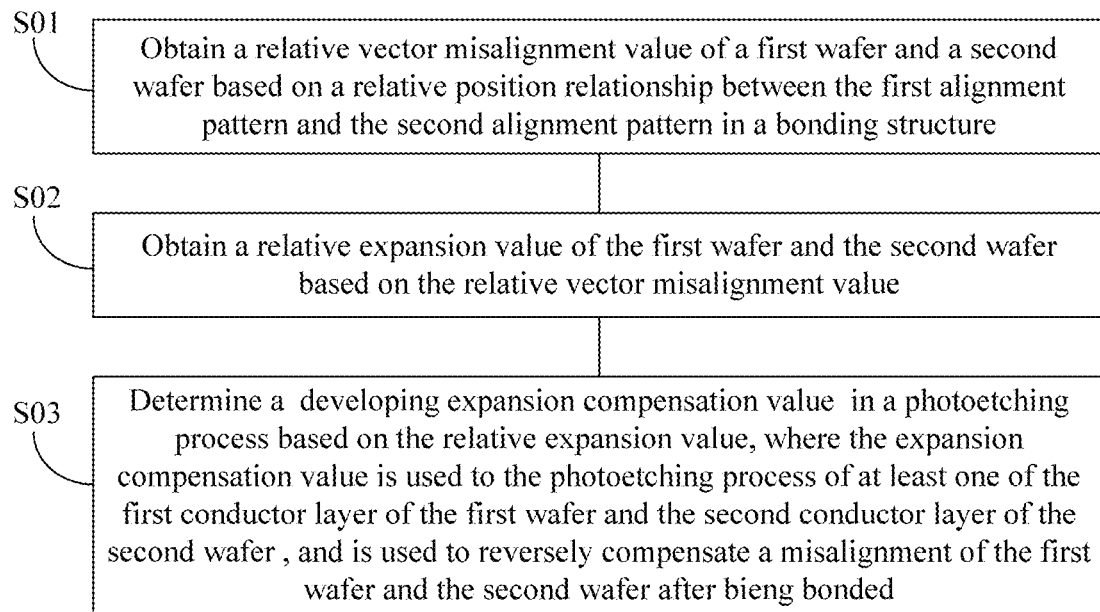 S01
Obtain a relative vector misalignment value of a first wafer and a second
wafer based on a relative position relationship between the first alignment
pattern and the second alignment pattern in a bonding structure
S02
Obtain a relative expansion value of the first wafer and the second wafer
based on the relative vector misalignment value
S03
Determine a developing expansion compensation value in a photoetching
process based on the relative expansion value, where the expansion
compensation value is used to the photoetching process of at least one of the
first conductor layer of the first wafer and the second conductor layer of the
second wafer , and is used to reversely compensate a misalignment of the first
wafer and the second wafer after bieng bonded